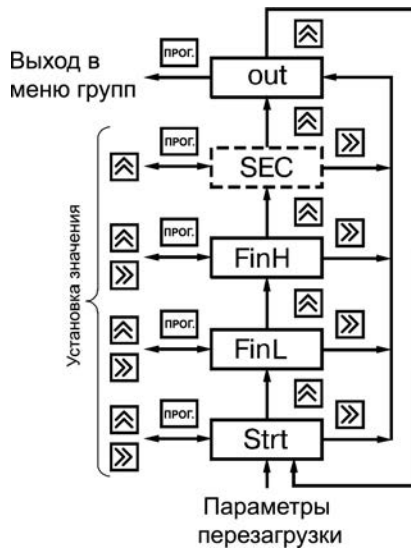 Выход в
меню групп
ПРОГ.
out
ПРОГ.
SEC
ПРОГ.
FinH
Установка значения
ПРОГ.
FinL
ПРОГ.
Strt
Параметры
перезагрузки